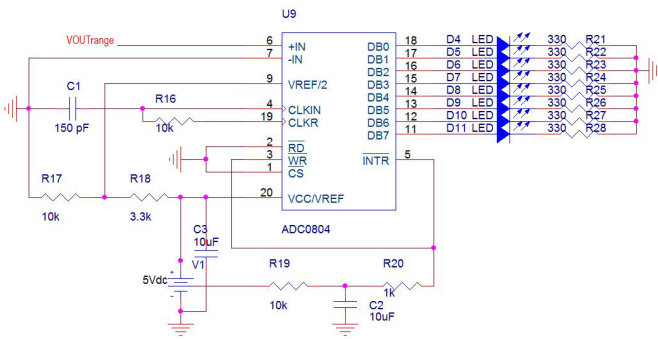 U9
VOUTrange
6 +IN DB0 18 D4 LED 330 R21
7 -IN DB1 17 D5 LED 330 R22
DB2 16 D6 LED 330 R23
9 VREF/2 DB3 15 D7 LED 330 R24
DB4 14 D8 LED 330 R25
C1 R16
4 CLKIN DB5 13 D9 LED 330 R26
19 CLKR DB6 12 D10 LED 330 R27
150 pF 10k
DB7 11 D11 LED 330 R28
2 RD
3 WR INTR 5
1 CS
R17 R18
20 VCC/VREF
10k 3.3k
C3 ADC0804
10uF
V1 R19 R20
5Vdc
+
-
10k C2 1k
10uF